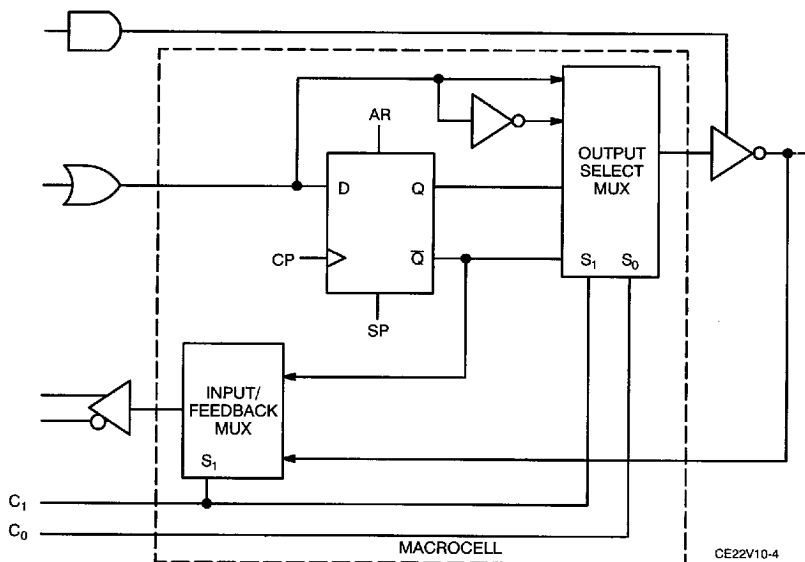 AR
OUTPUT
SELECT
MUX
D
Q
CP
Q̅
S₁
S₀
SP
INPUT/
FEEDBACK
MUX
S₁
C₁
C₀
MACROCELL
CE22V10-4